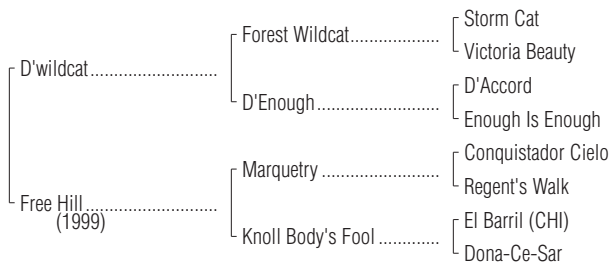 Storm Cat
Forest Wildcat....................
Victoria Beauty
D'wildcat............................
D'Accord
D'Enough...........................
Enough Is Enough
Conquistador Cielo
Marquetry..........................
Regent's Walk
Free Hill.............................
(1999)
El Barril (CHI)
Knoll Body's Fool.............
Dona-Ce-Sar